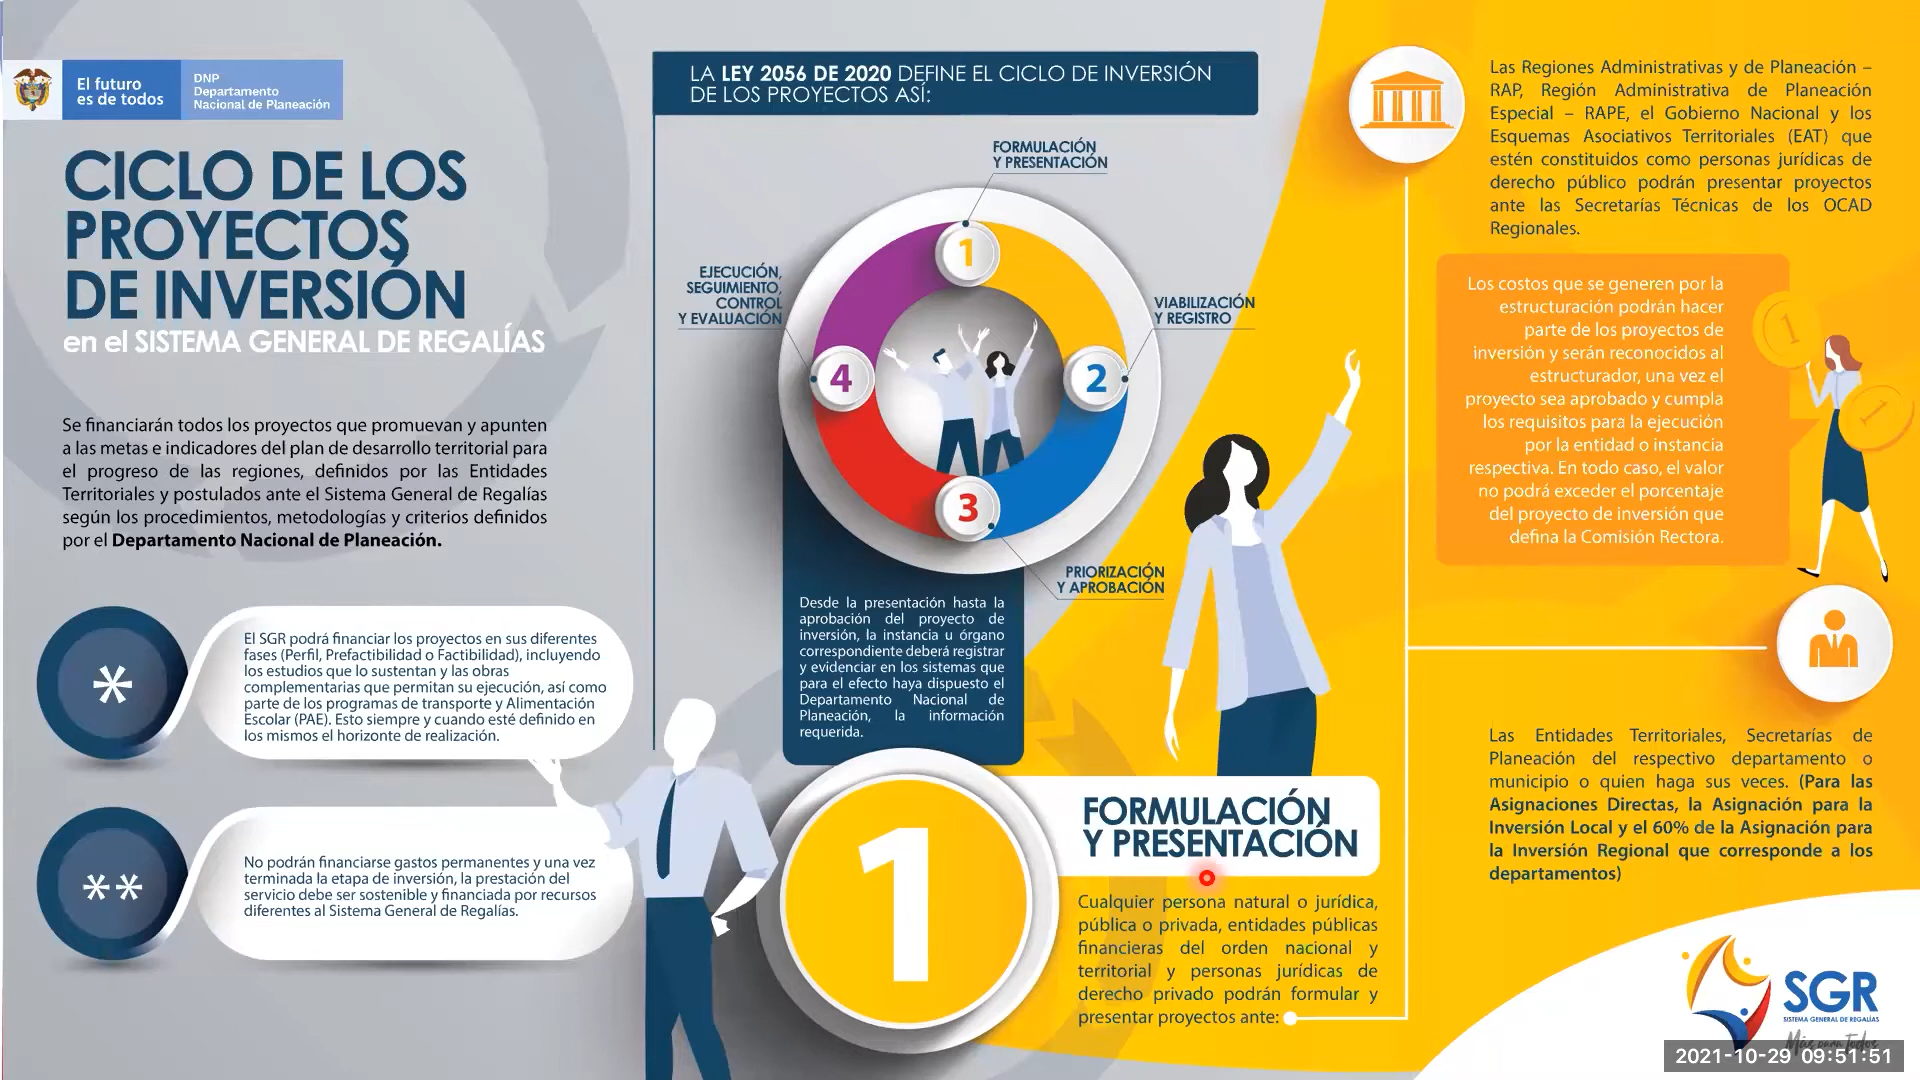 El futuro
es de todos
DNP
Departamento
Nacional de Planeación
CICLO DE LOS
PROYECTOS
DE INVERSIÓN
en el SISTEMA GENERAL DE REGALÍAS
Se financiarán todos los proyectos que promuevan y apunten
a las metas e indicadores del plan de desarrollo territorial para
el progreso de las regiones, definidos por las Entidades
Territoriales y postulados ante el Sistema General de Regalías
según los procedimientos, metodologías y criterios definidos
por el Departamento Nacional de Planeación.
*
El SGR podrá financiar los proyectos en sus diferentes
fases (Perfil, Prefactibilidad o Factibilidad), incluyendo
los estudios que lo sustentan y las obras
complementarias que permitan su ejecución, así como
parte de los programas de transporte y Alimentación
Escolar (PAE). Esto siempre y cuando esté definido en
los mismos el horizonte de realización.
**
No podrán financiarse gastos permanentes y una vez
terminada la etapa de inversión, la prestación del
servicio debe ser sostenible y financiada por recursos
diferentes al Sistema General de Regalías.
LA LEY 2056 DE 2020 DEFINE EL CICLO DE INVERSIÓN
DE LOS PROYECTOS ASÍ:
FORMULACIÓN
Y PRESENTACIÓN
1
VIABILIZACIÓN
Y REGISTRO
2
PRIORIZACIÓN
Y APROBACIÓN
3
EJECUCIÓN,
SEGUIMIENTO,
CONTROL
Y EVALUACIÓN
4
Desde la presentación hasta la
aprobación del proyecto de
inversión, la instancia u órgano
correspondiente deberá registrar
y evidenciar en los sistemas que
para el efecto haya dispuesto el
Departamento Nacional de
Planeación, la información
requerida.
1
FORMULACIÓN
Y PRESENTACIÓN
Cualquier persona natural o jurídica,
pública o privada, entidades públicas
financieras del orden nacional y
territorial y personas jurídicas de
derecho privado podrán formular y
presentar proyectos ante:
Las Regiones Administrativas y de Planeación –
RAP, Región Administrativa de Planeación
Especial – RAPE, el Gobierno Nacional y los
Esquemas Asociativos Territoriales (EAT) que
estén constituidos como personas jurídicas de
derecho público podrán presentar proyectos
ante las Secretarías Técnicas de los OCAD
Regionales.
Los costos que se generen por la
estructuración podrán hacer
parte de los proyectos de
inversión y serán reconocidos al
estructurador, una vez el
proyecto sea aprobado y cumpla
los requisitos para la ejecución
por la entidad o instancia
respectiva. En todo caso, el valor
no podrá exceder el porcentaje
del proyecto de inversión que
defina la Comisión Rectora.
1
1
Las Entidades Territoriales, Secretarías de
Planeación del respectivo departamento o
municipio o quien haga sus veces. (Para las
Asignaciones Directas, la Asignación para la
Inversión Local y el 60% de la Asignación para
la Inversión Regional que corresponde a los
departamentos)
SGR
SISTEMA GENERAL DE REGALÍAS
Más para Todos
2021-10-29 09:51:51